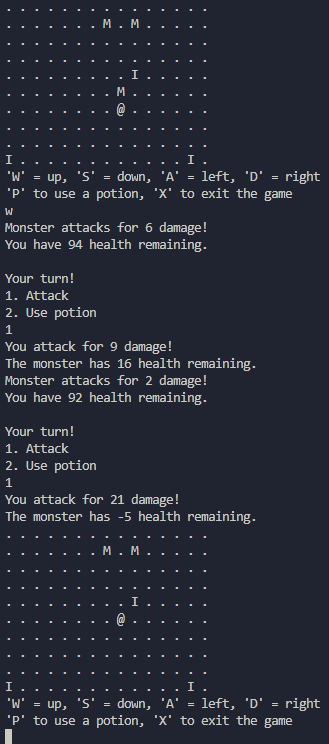 . . . . . . . . . . . . . . .
. . . . . . . M . M . . . . .
. . . . . . . . . . . . . . .
. . . . . . . . . . . . . . .
. . . . . . . . . I . . . . .
. . . . . . . . M . . . . . .
. . . . . . . . @ . . . . . .
. . . . . . . . . . . . . . .
. . . . . . . . . . . . . . .
I . . . . . . . . . . . . I .
'W' = up, 'S' = down, 'A' = left, 'D' = right
'P' to use a potion, 'X' to exit the game
w
Monster attacks for 6 damage!
You have 94 health remaining.

Your turn!
1. Attack
2. Use potion
1
You attack for 9 damage!
The monster has 16 health remaining.
Monster attacks for 2 damage!
You have 92 health remaining.

Your turn!
1. Attack
2. Use potion
1
You attack for 21 damage!
The monster has -5 health remaining.
. . . . . . . . . . . . . . .
. . . . . . . M . M . . . . .
. . . . . . . . . . . . . . .
. . . . . . . . . . . . . . .
. . . . . . . . . I . . . . .
. . . . . . . . @ . . . . . .
. . . . . . . . . . . . . . .
. . . . . . . . . . . . . . .
. . . . . . . . . . . . . . .
I . . . . . . . . . . . . I .
'W' = up, 'S' = down, 'A' = left, 'D' = right
'P' to use a potion, 'X' to exit the game